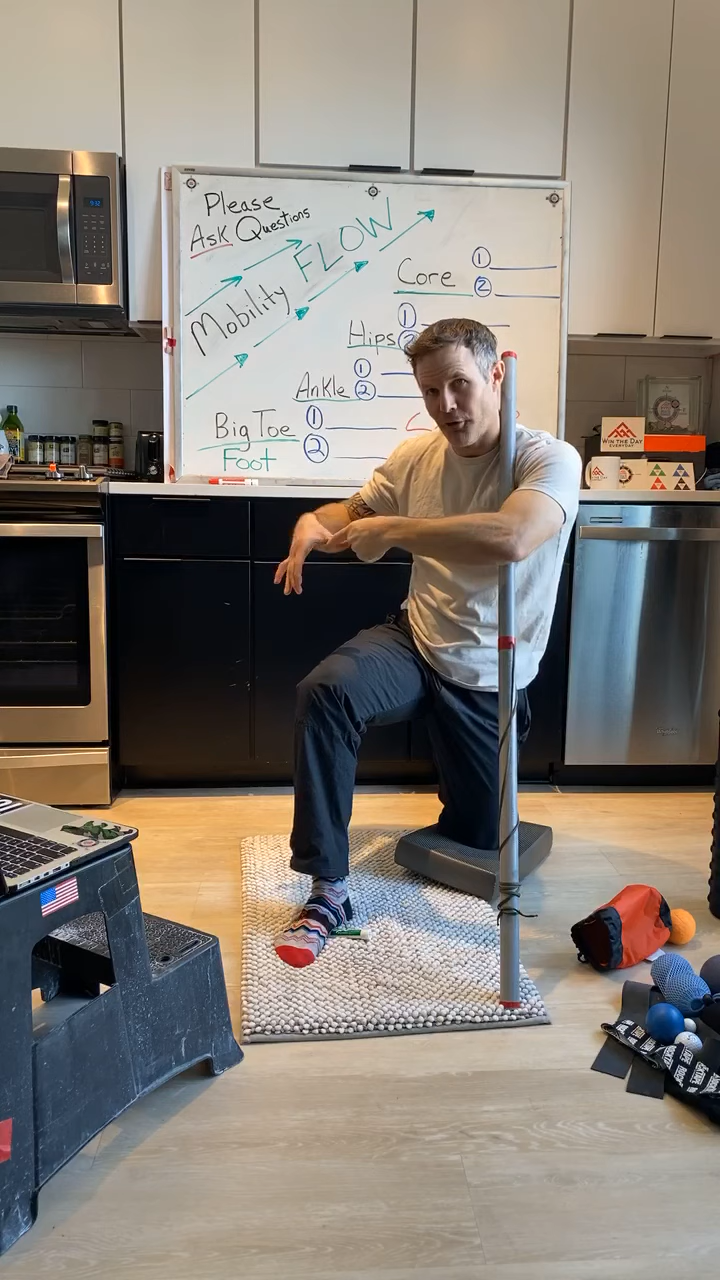 Please
Ask Questions
Mobility FLOW
Core ①
②
Hips ①
②
Ankle ①
②
Big Toe ①
Foot ②
WIN THE DAY
EVERYDAY